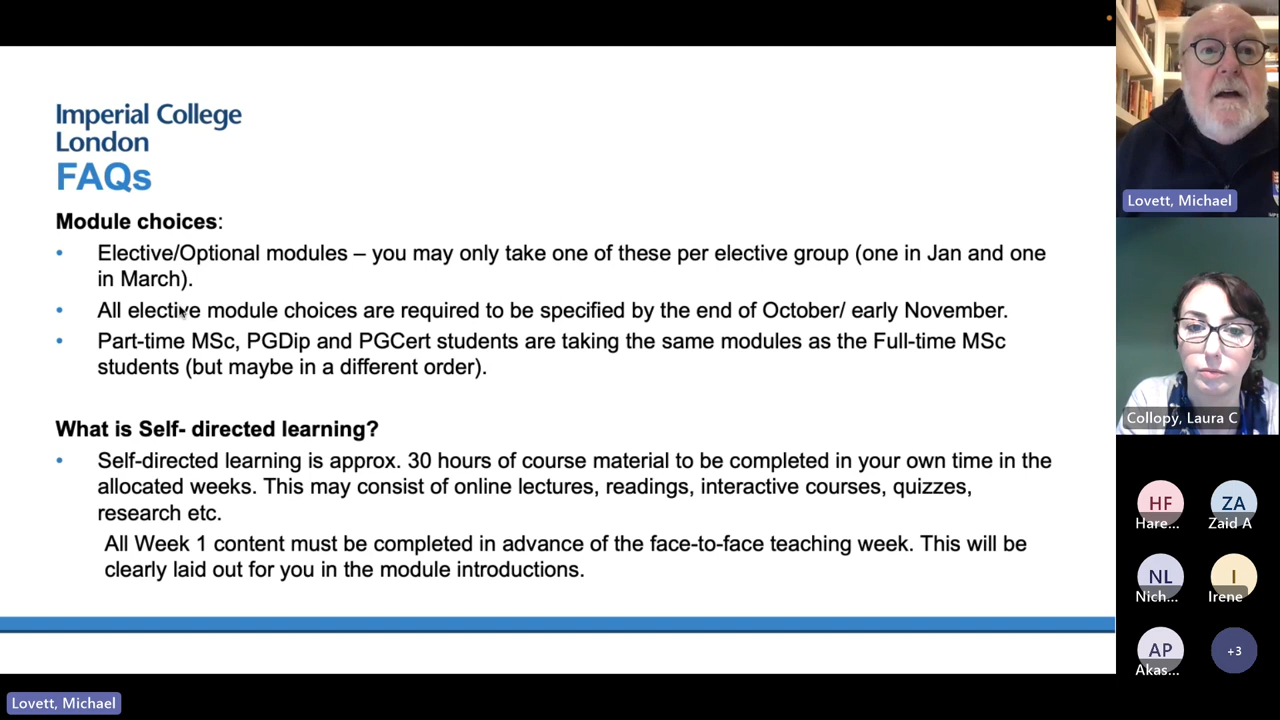 Imperial College
London
FAQs
Module choices:
• Elective/Optional modules – you may only take one of these per elective group (one in Jan and one
in March).
• All elective module choices are required to be specified by the end of October/ early November.
• Part-time MSc, PGDip and PGCert students are taking the same modules as the Full-time MSc
students (but maybe in a different order).
What is Self- directed learning?
• Self-directed learning is approx. 30 hours of course material to be completed in your own time in the
allocated weeks. This may consist of online lectures, readings, interactive courses, quizzes,
research etc.
All Week 1 content must be completed in advance of the face-to-face teaching week. This will be
clearly laid out for you in the module introductions.
Lovett, Michael
Collopy, Laura C
HF ZA
Hare... Zaid A
NL I
Nich... Irene
AP +3
Akas...
Lovett, Michael